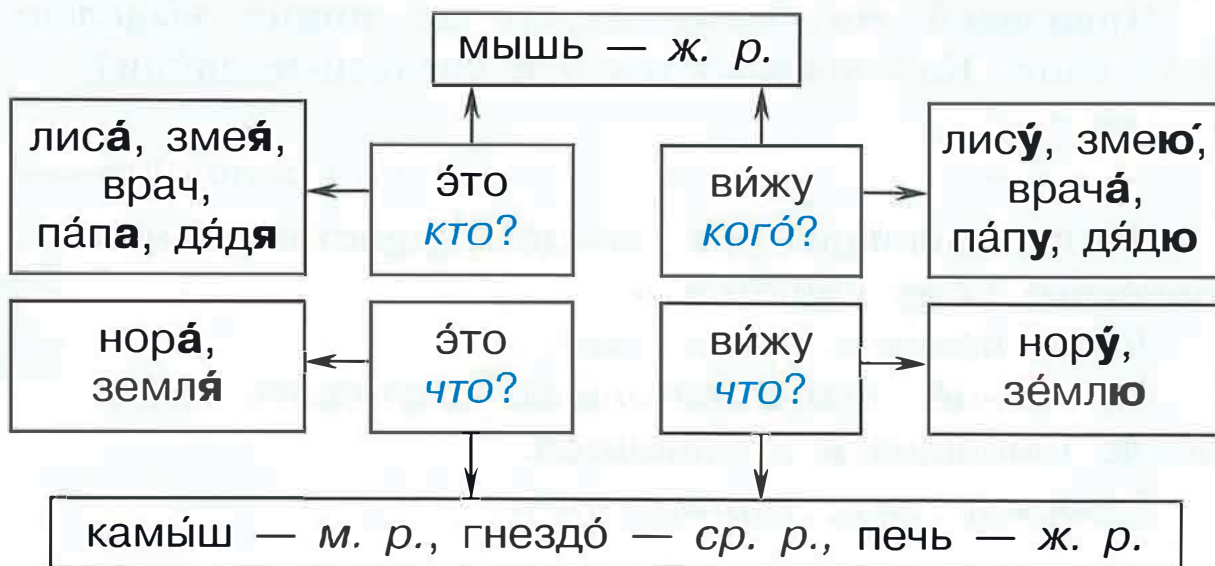 мышь — ж. р.
лиса́, змея́,
врач,
па́па, дя́дя
э́то
кто?
ви́жу
кого́?
лису́, змею́,
врача́,
па́пу, дя́дю
нора́,
земля́
э́то
что?
ви́жу
что?
нору́,
зе́млю
камы́ш — м. р., гнездо́ — ср. р., печь — ж. р.